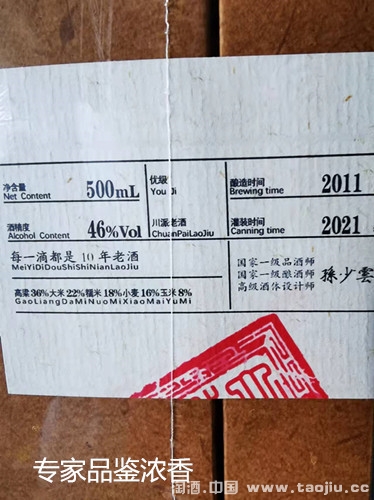 净含量 500mL 优级 酿造时间 2011
Net Content You Ji Brewing time
酒精度 46%Vol 川派老酒 灌装时间 2021
Alcohol Content ChuanPaiLaoJiu Canning time
每一滴都是10年老酒
MeiYiDiDouShiShiNianLaoJiu
国家一级品酒师
国家一级酿酒师
高级酒体设计师
孫少雲
高梁36%大米22%糯米18%小麦16%玉米8%
GaoLiangDaMiNuoMiXiaoMaiYuMi
专家品鉴浓香
淘酒.中国 www.taojiu.cc